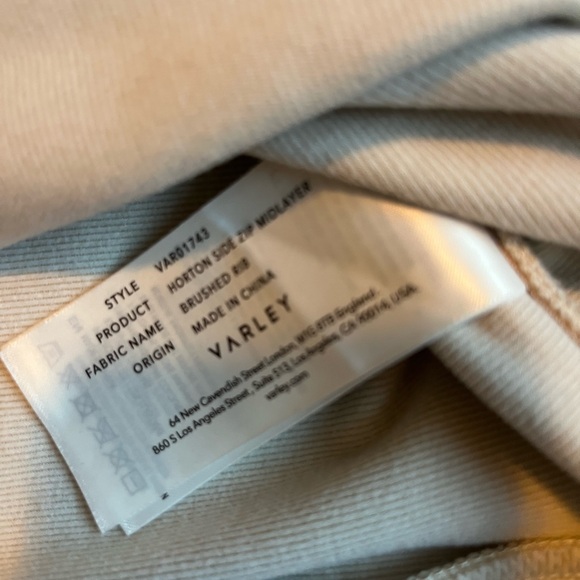 STYLE VAR01743
PRODUCT HORTON SIDE ZIP MIDLAYER
FABRIC NAME BRUSHED RIB
ORIGIN MADE IN CHINA
VARLEY
64 New Cavendish Street London, W1G 8TB (England)
860 S Los Angeles Street, Suite 513, Los Angeles, CA 90014, USA
varley.com